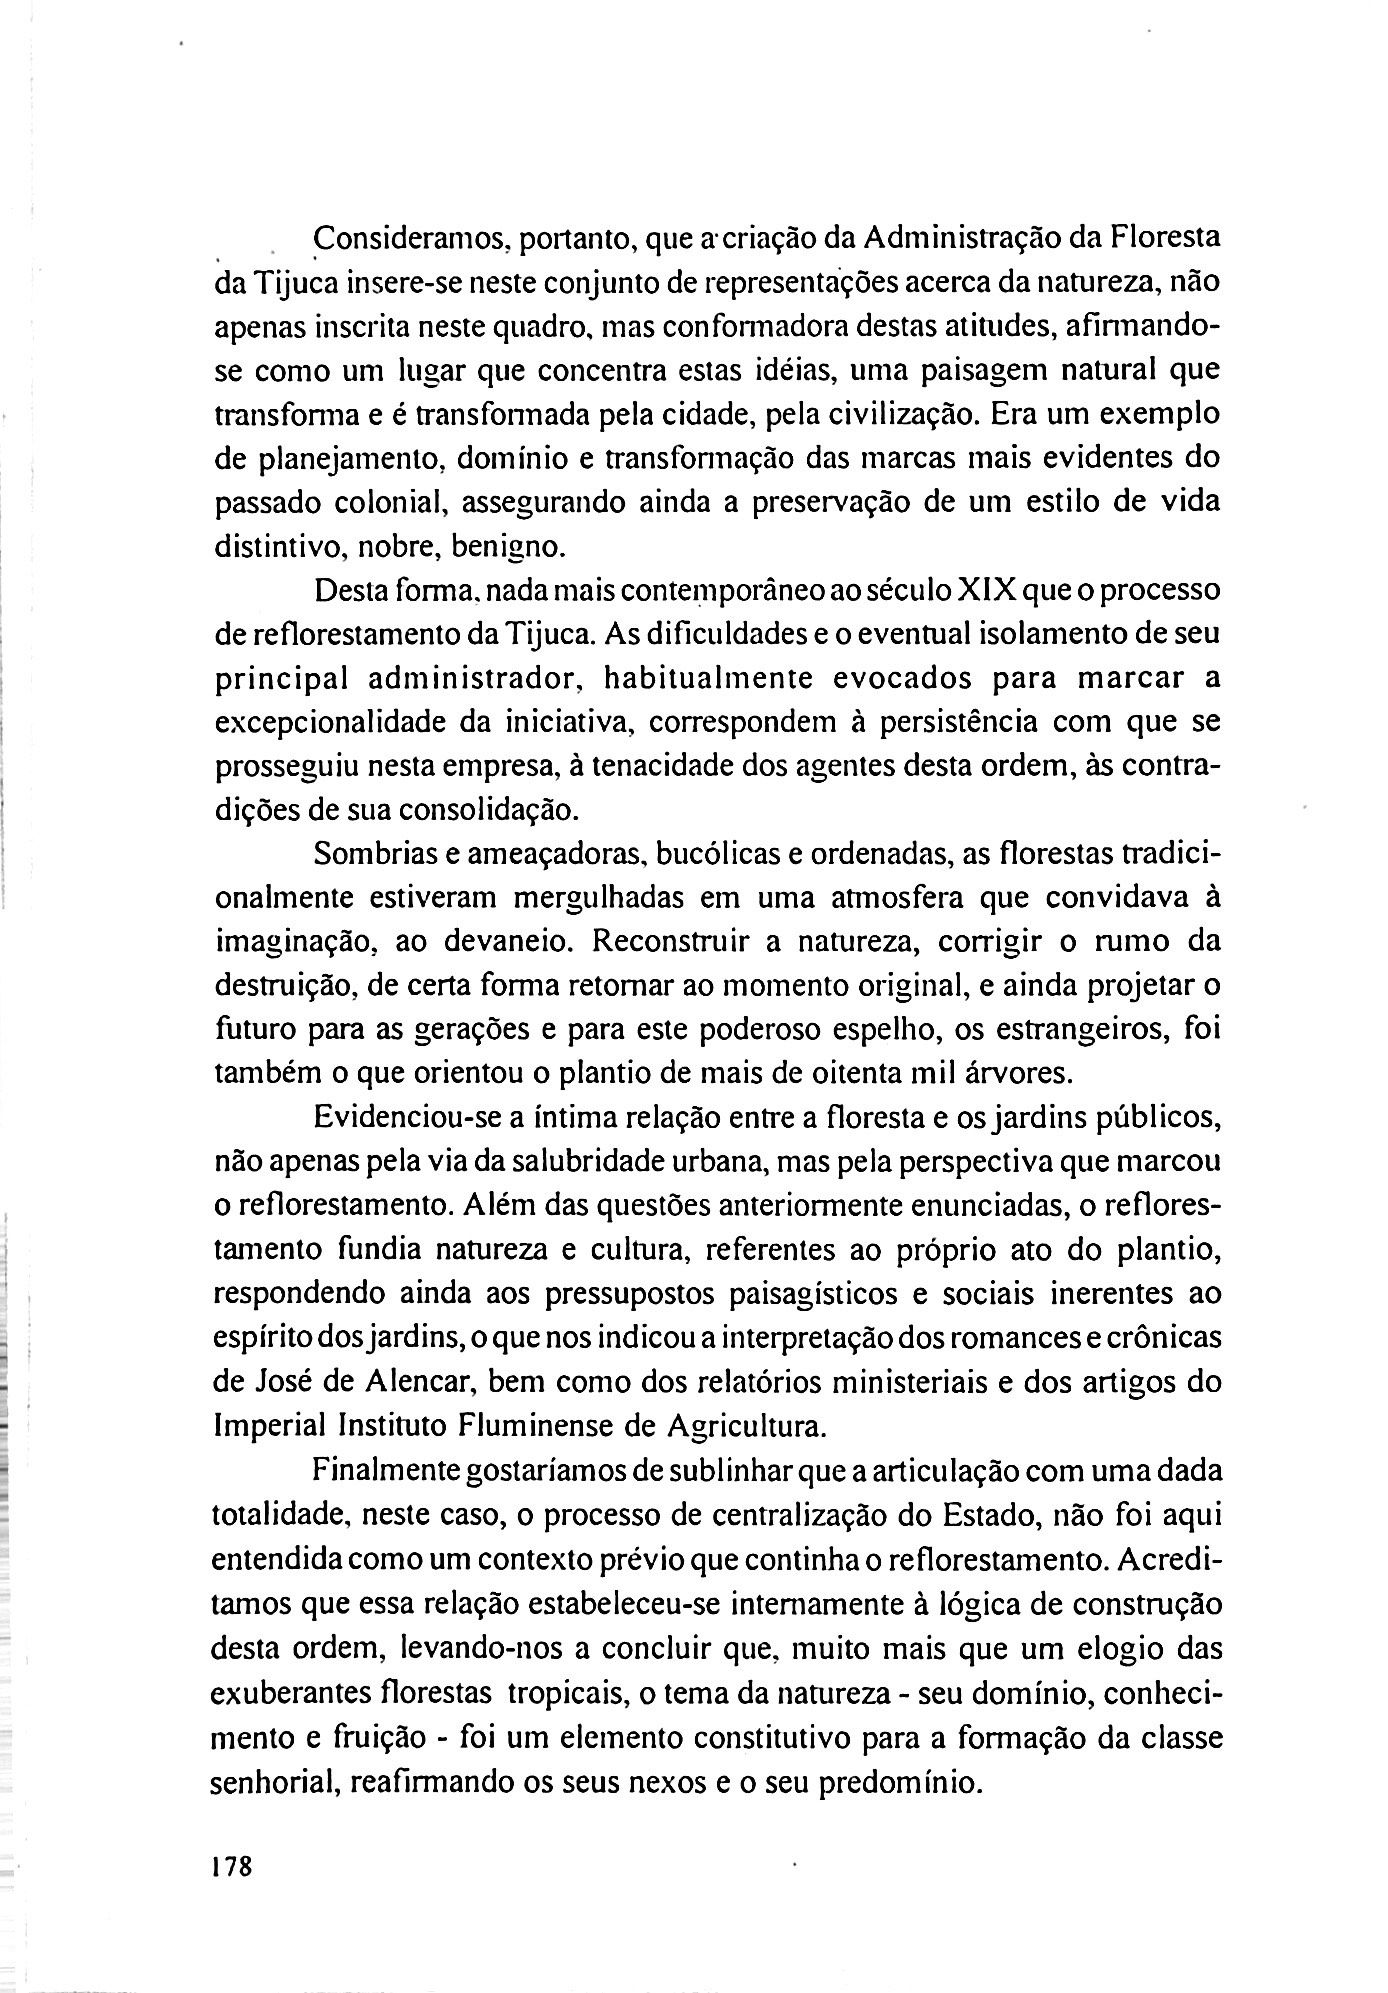 Consideramos, portanto, que a criação da Administração da Floresta
da Tijuca insere-se neste conjunto de representações acerca da natureza, não
apenas inscrita neste quadro, mas conformadora destas atitudes, afirmando-
se como um lugar que concentra estas idéias, uma paisagem natural que
transforma e é transformada pela cidade, pela civilização. Era um exemplo
de planejamento, domínio e transformação das marcas mais evidentes do
passado colonial, assegurando ainda a preservação de um estilo de vida
distintivo, nobre, benigno.
Desta forma, nada mais contemporâneo ao século XIX que o processo
de reflorestamento da Tijuca. As dificuldades e o eventual isolamento de seu
principal administrador, habitualmente evocados para marcar a
excepcionalidade da iniciativa, correspondem à persistência com que se
prosseguiu nesta empresa, à tenacidade dos agentes desta ordem, às contra-
dições de sua consolidação.
Sombrias e ameaçadoras, bucólicas e ordenadas, as florestas tradici-
onalmente estiveram mergulhadas em uma atmosfera que convidava à
imaginação, ao devaneio. Reconstruir a natureza, corrigir o rumo da
destruição, de certa forma retornar ao momento original, e ainda projetar o
futuro para as gerações e para este poderoso espelho, os estrangeiros, foi
também o que orientou o plantio de mais de oitenta mil árvores.
Evidenciou-se a íntima relação entre a floresta e os jardins públicos,
não apenas pela via da salubridade urbana, mas pela perspectiva que marcou
o reflorestamento. Além das questões anteriormente enunciadas, o reflores-
tamento fundia natureza e cultura, referentes ao próprio ato do plantio,
respondendo ainda aos pressupostos paisagísticos e sociais inerentes ao
espírito dos jardins, o que nos indicou a interpretação dos romances e crônicas
de José de Alencar, bem como dos relatórios ministeriais e dos artigos do
Imperial Instituto Fluminense de Agricultura.
Finalmente gostaríamos de sublinhar que a articulação com uma dada
totalidade, neste caso, o processo de centralização do Estado, não foi aqui
entendida como um contexto prévio que continha o reflorestamento. Acredi-
tamos que essa relação estabeleceu-se internamente à lógica de construção
desta ordem, levando-nos a concluir que, muito mais que um elogio das
exuberantes florestas tropicais, o tema da natureza - seu domínio, conheci-
mento e fruição - foi um elemento constitutivo para a formação da classe
senhorial, reafirmando os seus nexos e o seu predomínio.
178